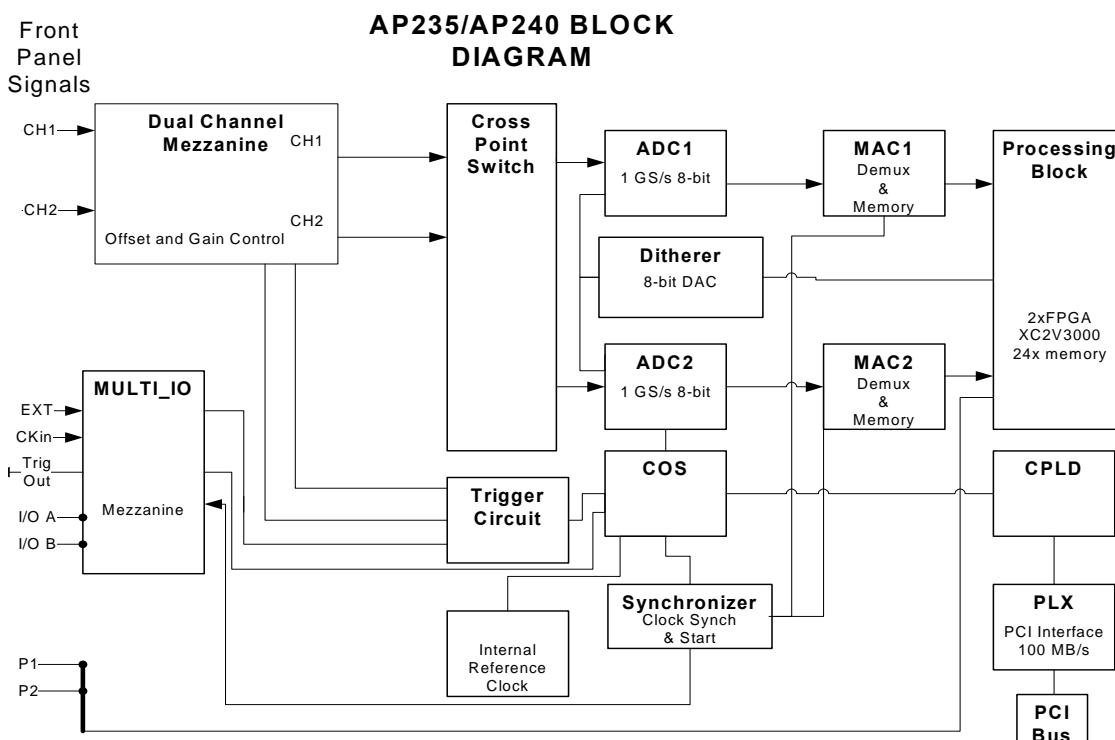 AP235/AP240 BLOCK
DIAGRAM
Front
Panel
Signals
CH1
CH2
Dual Channel
Mezzanine
CH1
CH2
Offset and Gain Control
Cross
Point
Switch
ADC1
1 GS/s 8-bit
MAC1
Demux
&
Memory
Processing
Block
2xFPGA
XC2V3000
24x memory
Ditherer
8-bit DAC
ADC2
1 GS/s 8-bit
MAC2
Demux
&
Memory
MULTI_IO
Mezzanine
EXT
CKin
Trig
Out
I/O A
I/O B
Trigger
Circuit
COS
CPLD
Synchronizer
Clock Synch
& Start
Internal
Reference
Clock
PLX
PCI Interface
100 MB/s
P1
P2
PCI
Bus